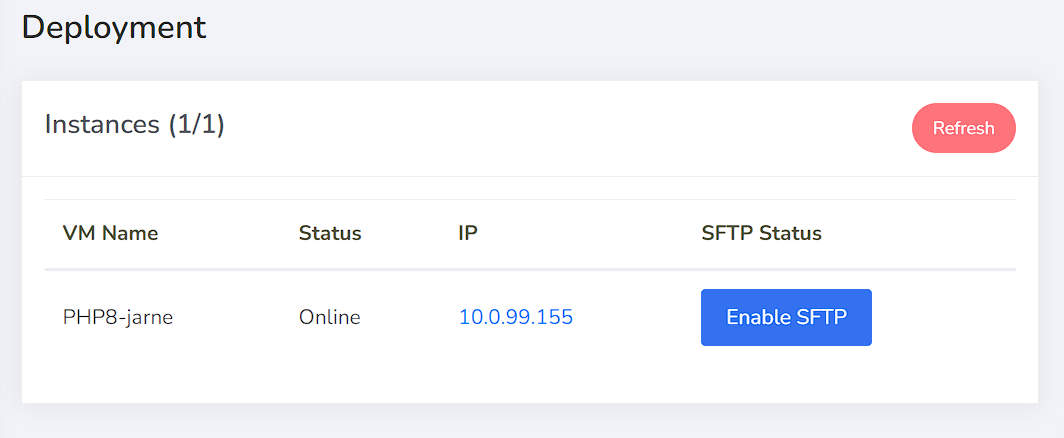 Deployment
Instances (1/1)
Refresh
VM Name Status IP SFTP Status
PHP8-jarne Online 10.0.99.155 Enable SFTP